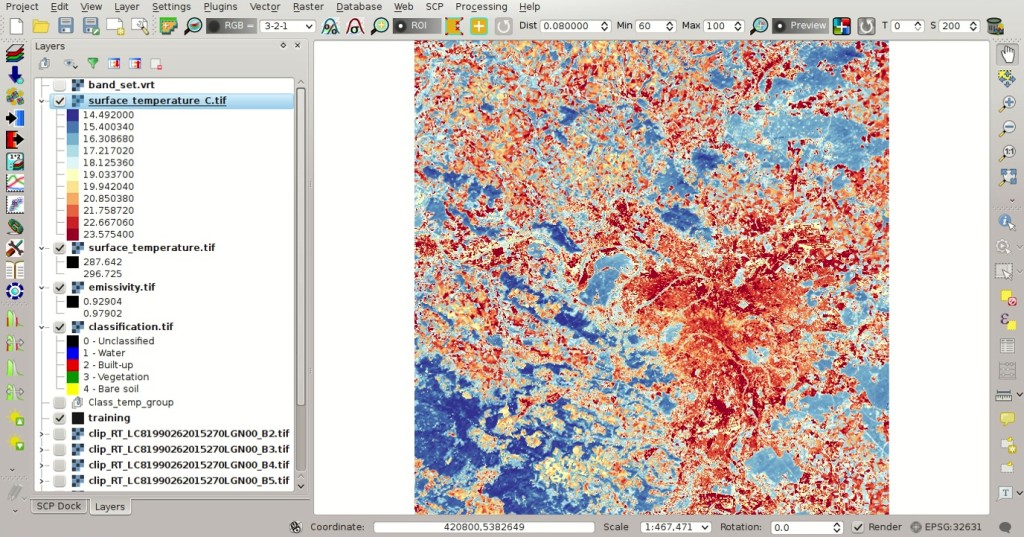 Project Edit View Layer Settings Plugins Vector Raster Database Web SCP Processing Help
RGB = 3-2-1 ROI Dist 0.080000 Min 60 Max 100 Preview T 0 S 200
Layers
band_set.vrt
surface_temperature_C.tif
14.492000
15.400340
16.308680
17.217020
18.125360
19.033700
19.942040
20.850380
21.758720
22.667060
23.575400
surface_temperature.tif
287.642
296.725
emissivity.tif
0.92904
0.97902
classification.tif
0 - Unclassified
1 - Water
2 - Built-up
3 - Vegetation
4 - Bare soil
Class_temp_group
training
clip_RT_LC81990262015270LGN00_B2.tif
clip_RT_LC81990262015270LGN00_B3.tif
clip_RT_LC81990262015270LGN00_B4.tif
clip_RT_LC81990262015270LGN00_B5.tif
SCP Dock Layers
Coordinate: 420800,5382649 Scale 1:467,471 Rotation: 0.0 Render EPSG:32631